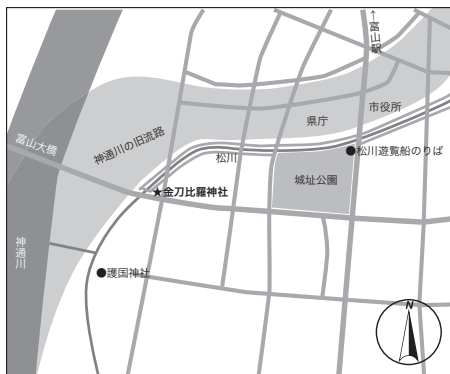 ←富山駅
市役所
県庁
富山大橋
神通川の旧流路
松川
●松川遊覧船のりば
城址公園
★金刀比羅神社
神通川
●護国神社
N